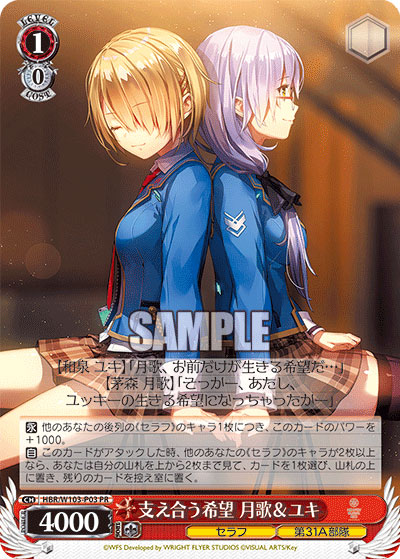 LEVEL
1
0
COST
SAMPLE
【和泉 ユキ】「月歌、お前だけが生きる希望だ…」
【茅森 月歌】「そっかー、あたし、
ユッキーの生きる希望になっちゃったかー」
永 他のあなたの後列の《セラフ》のキャラ1枚につき、このカードのパワーを
+1000。
自 このカードがアタックした時、他のあなたの《セラフ》のキャラが2枚以上な
ら、あなたは自分の山札を上から2枚まで見て、カードを1枚選び、山札の上に
置き、残りのカードを控え室に置く。
CH HBR/W103-P03 PR
4000
支え合う希望 月歌&ユキ
セラフ
第31A部隊
©WFS Developed by WRIGHT FLYER STUDIOS ©VISUAL ARTS/Key